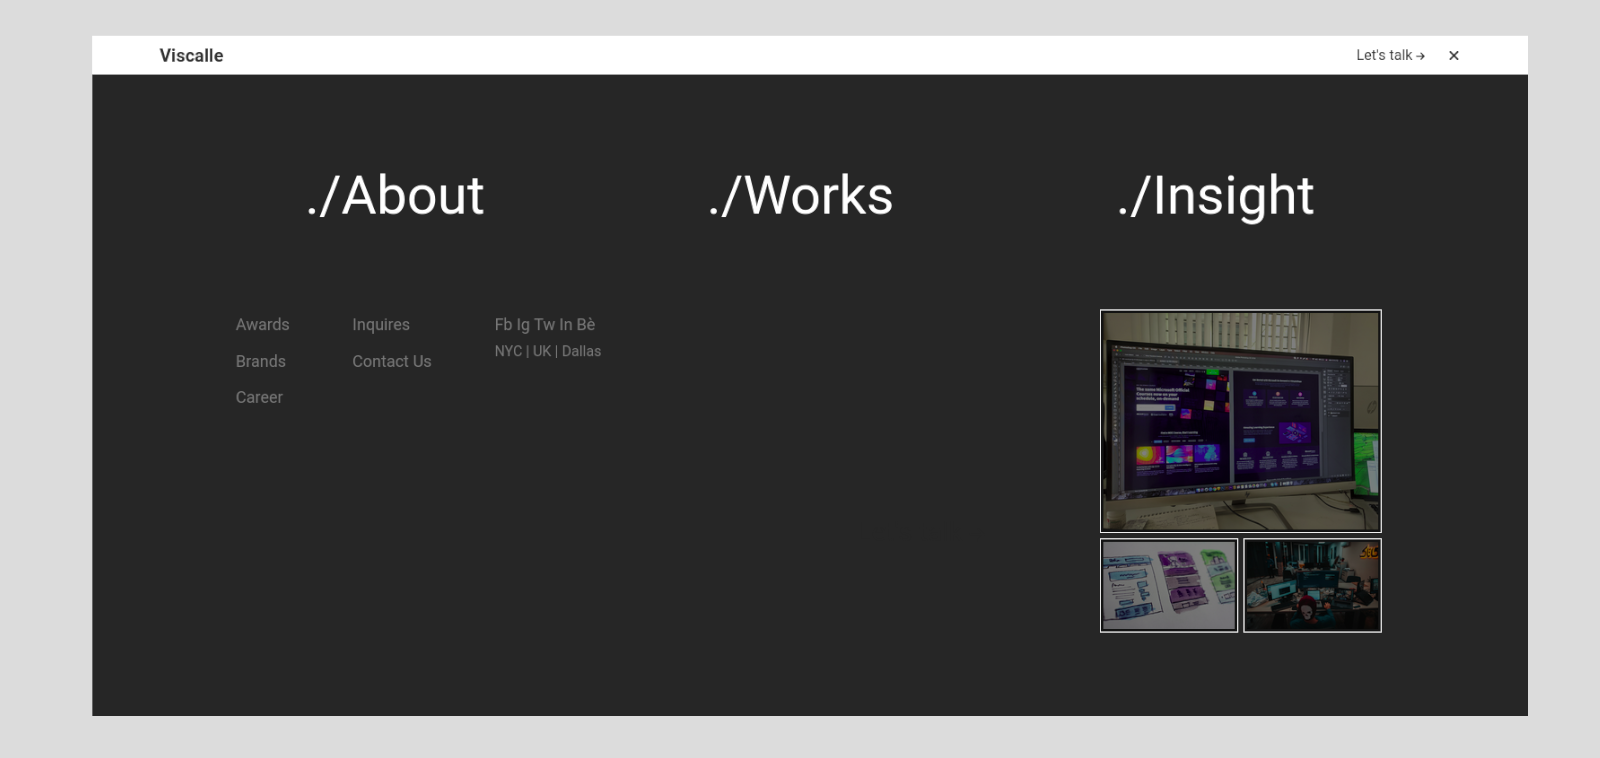 Viscalle
Let's talk →
./About
./Works
./Insight
Awards
Inquires
Fb Ig Tw In Bè
NYC | UK | Dallas
Brands
Contact Us
Career